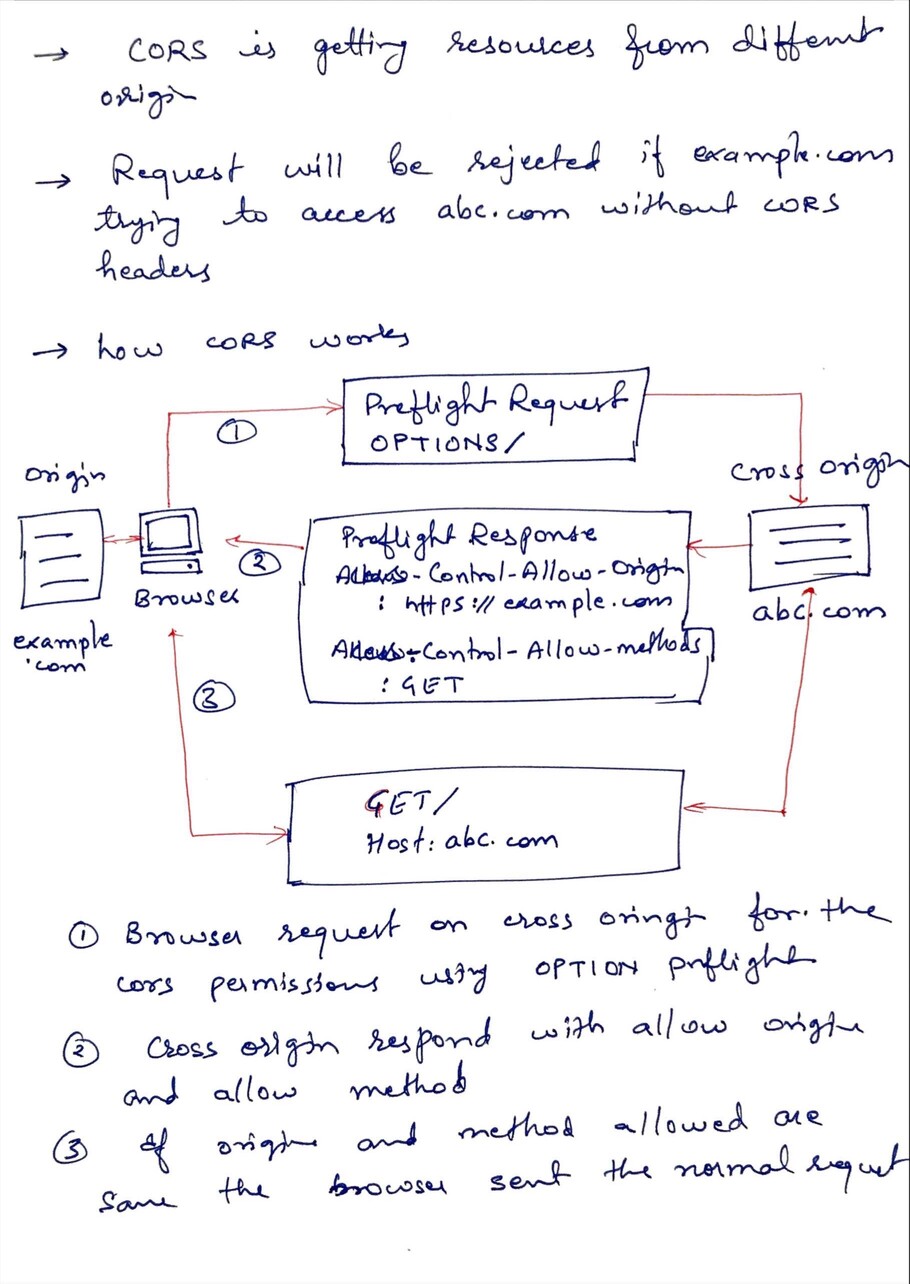 → CORS is getting resources from different
origin
→ Request will be rejected if example.com
trying to access abc.com without CORS
headers
→ how CORS works
Preflight Request
OPTIONS/
①
origin
Cross origin
Preflight Response
Access-Control-Allow-Origin
: https://example.com
Access-Control-Allow-methods
: GET
②
Browser
example
.com
abc.com
③
GET/
Host: abc.com
① Browser request on cross oringi for the
cors permissions using OPTION preflight
② Cross origin respond with allow origin
and allow method
③ If origin and method allowed are
same the browser sent the normal request